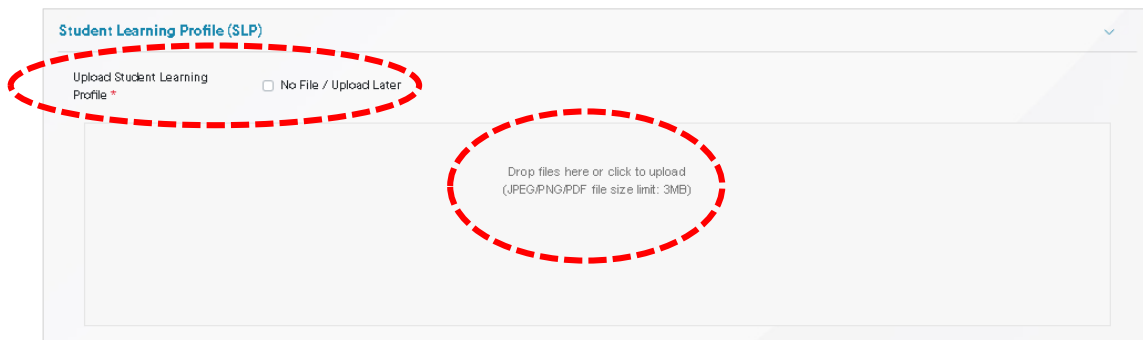 Student Learning Profile (SLP)
Upload Student Learning
Profile *
No File / Upload Later
Drop files here or click to upload
(JPEG/PNG/PDF file size limit: 3MB)